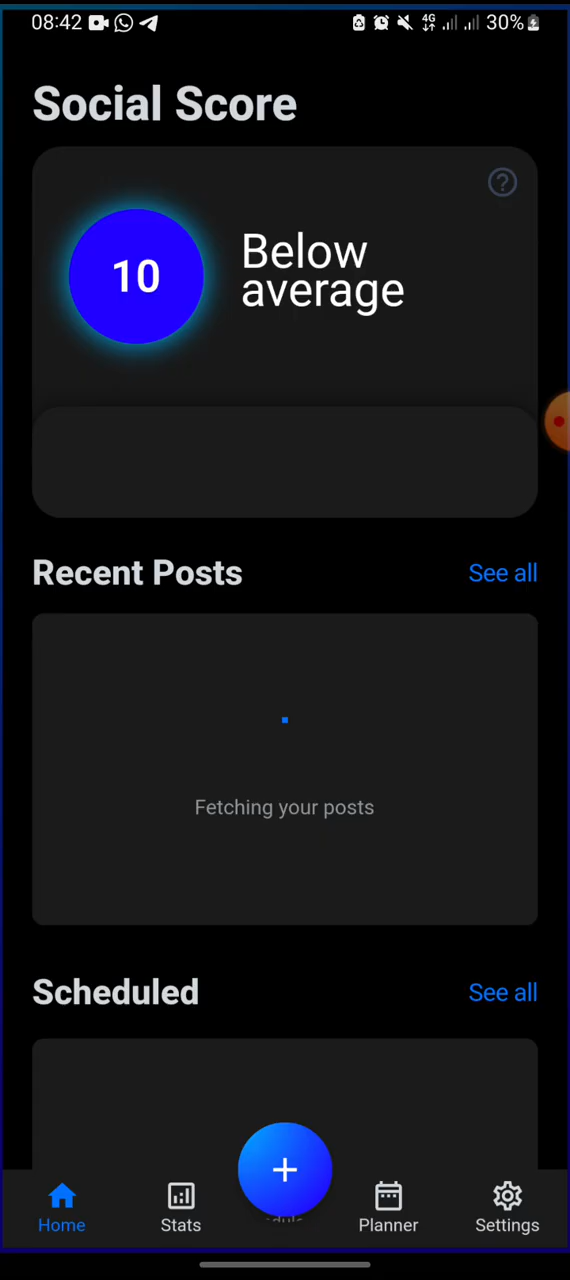 08:42
4G
30%
Social Score
?
10
Below
average
Recent Posts
See all
Fetching your posts
Scheduled
See all
+
Home
Stats
Planner
Settings